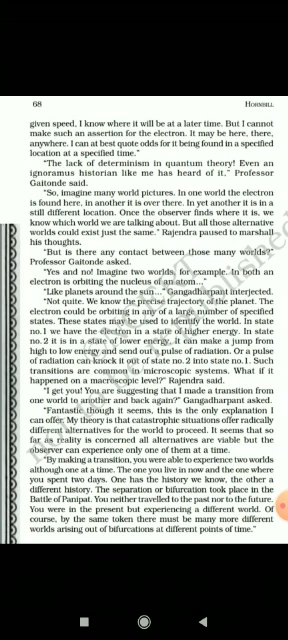 68
HORNBILL
given speed, I know where it will be at a later time. But I cannot
make such an assertion for the electron. It may be here, there,
anywhere. I can at best quote odds for it being found in a specified
location at a specified time."
"The lack of determinism in quantum theory! Even an
ignoramus historian like me has heard of it," Professor
Gaitonde said.
"So, imagine many world pictures. In one world the electron
is found here, in another it is over there. In yet another it is in a
still different location. Once the observer finds where it is, we
know which world we are talking about. But all those alternative
worlds could exist just the same." Rajendra paused to marshall
his thoughts.
"But is there any contact between those many worlds?"
Professor Gaitonde asked.
"Yes and no! Imagine two worlds, for example. In both an
electron is orbiting the nucleus of an atom..."
"Like planets around the sun..." Gangadharpant interjected.
"Not quite. We know the precise trajectory of the planet. The
electron could be orbiting in any of a large number of specified
states. These states may be used to identify the world. In state
no.1 we have the electron in a state of higher energy. In state
no. 2 it is in a state of lower energy. It can make a jump from
high to low energy and send out a pulse of radiation. Or a pulse
of radiation can knock it out of state no. 2 into state no.1. Such
transitions are common in microscopic systems. What if it
happened on a macroscopic level?" Rajendra said.
"I get you! You are suggesting that I made a transition from
one world to another and back again?" Gangadharpant asked.
"Fantastic though it seems, this is the only explanation I
can offer. My theory is that catastrophic situations offer radically
different alternatives for the world to proceed. It seems that so
far as reality is concerned all alternatives are viable but the
observer can experience only one of them at a time.
"By making a transition, you were able to experience two worlds
although one at a time. The one you live in now and the one where
you spent two days. One has the history we know, the other a
different history. The separation or bifurcation took place in the
Battle of Panipat. You neither travelled to the past nor to the future.
You were in the present but experiencing a different world. Of
course, by the same token there must be many more different
worlds arising out of bifurcations at different points of time."